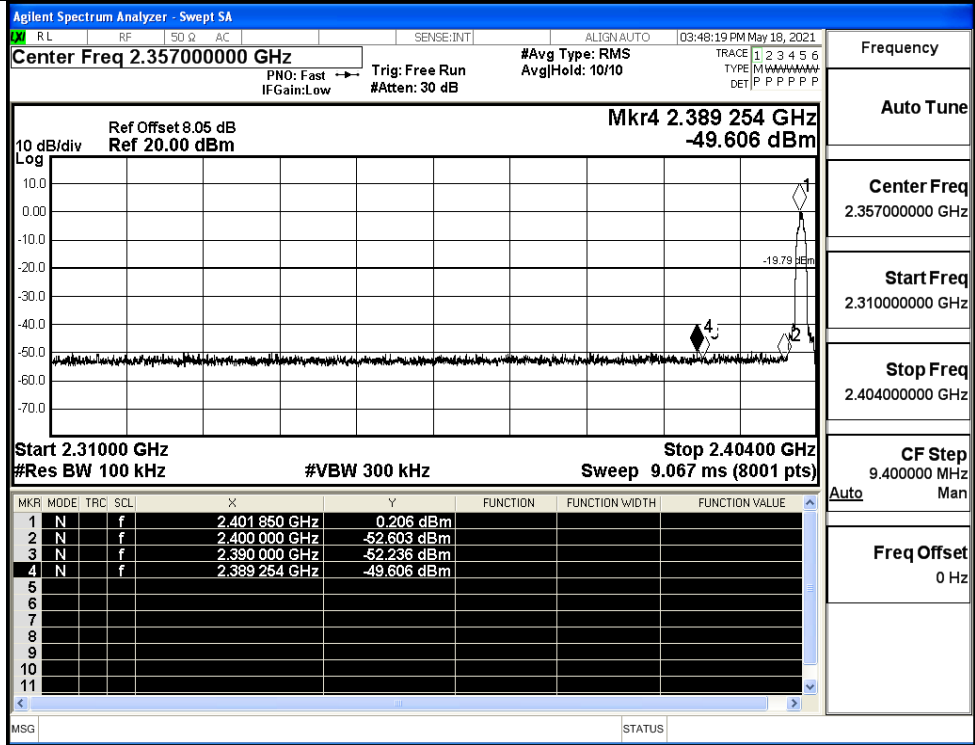 Agilent Spectrum Analyzer - Swept SA
LXI RL RF 50 Ω AC SENSE:INT ALIGN AUTO 03:48:19 PM May 18, 2021
Center Freq 2.357000000 GHz
PNO: Fast
IFGain:Low
Trig: Free Run
#Atten: 30 dB
#Avg Type: RMS
Avg|Hold: 10/10
TRACE 1 2 3 4 5 6
TYPE M WWWWW
DET P P P P P P
Ref Offset 8.05 dB
10 dB/div Ref 20.00 dBm
Log
Mkr4 2.389 254 GHz
-49.606 dBm
10.0
0.00
-10.0
-20.0
-30.0
-40.0
-50.0
-60.0
-70.0
1
-19.79 dBm
4
2
Start 2.31000 GHz Stop 2.40400 GHz
#Res BW 100 kHz #VBW 300 kHz Sweep 9.067 ms (8001 pts)
MKR MODE TRC SCL X Y FUNCTION FUNCTION WIDTH FUNCTION VALUE
1 N f 2.401 850 GHz 0.206 dBm
2 N f 2.400 000 GHz -52.603 dBm
3 N f 2.390 000 GHz -52.236 dBm
4 N f 2.389 254 GHz -49.606 dBm
5
6
7
8
9
10
11
MSG STATUS
Frequency
Auto Tune
Center Freq
2.357000000 GHz
Start Freq
2.310000000 GHz
Stop Freq
2.404000000 GHz
CF Step
9.400000 MHz
Auto Man
Freq Offset
0 Hz